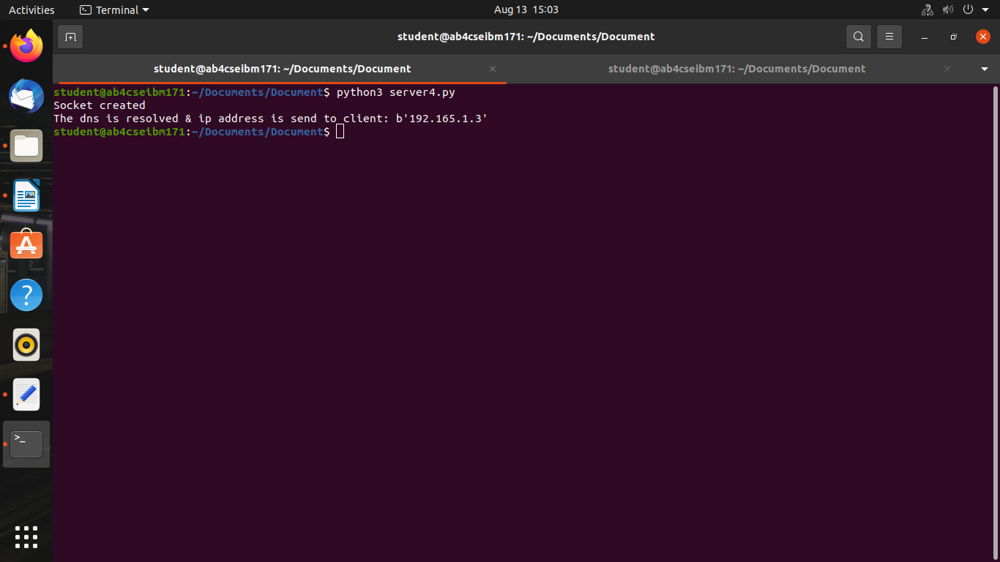 Activities
Terminal
Aug 13 15:03
student@ab4cseibm171: ~/Documents/Document
student@ab4cseibm171: ~/Documents/Document
student@ab4cseibm171: ~/Documents/Document
student@ab4cseibm171:~/Documents/Document$ python3 server4.py
Socket created
The dns is resolved & ip address is send to client: b'192.165.1.3'
student@ab4cseibm171:~/Documents/Document$